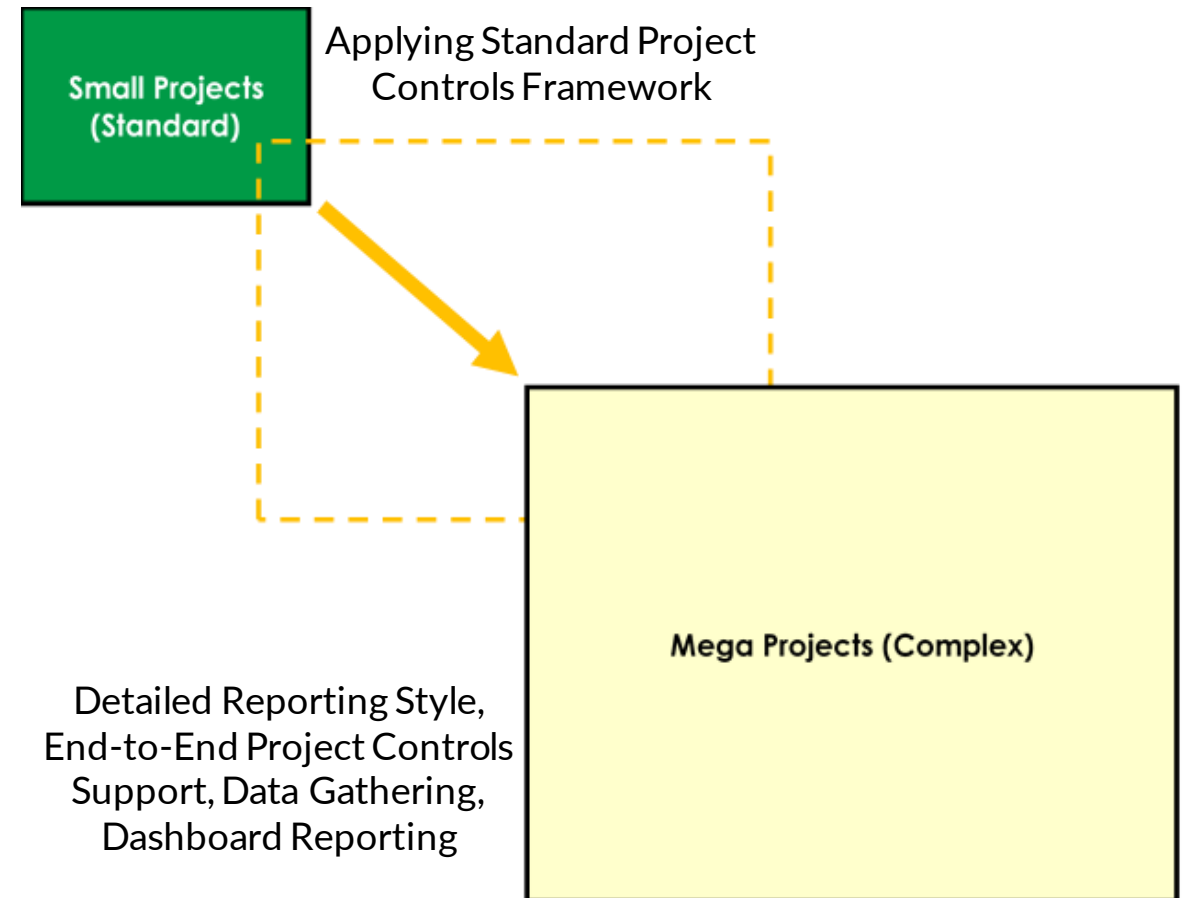 Small Projects
(Standard)
Applying Standard Project
Controls Framework
Mega Projects (Complex)
Detailed Reporting Style,
End-to-End Project Controls
Support, Data Gathering,
Dashboard Reporting